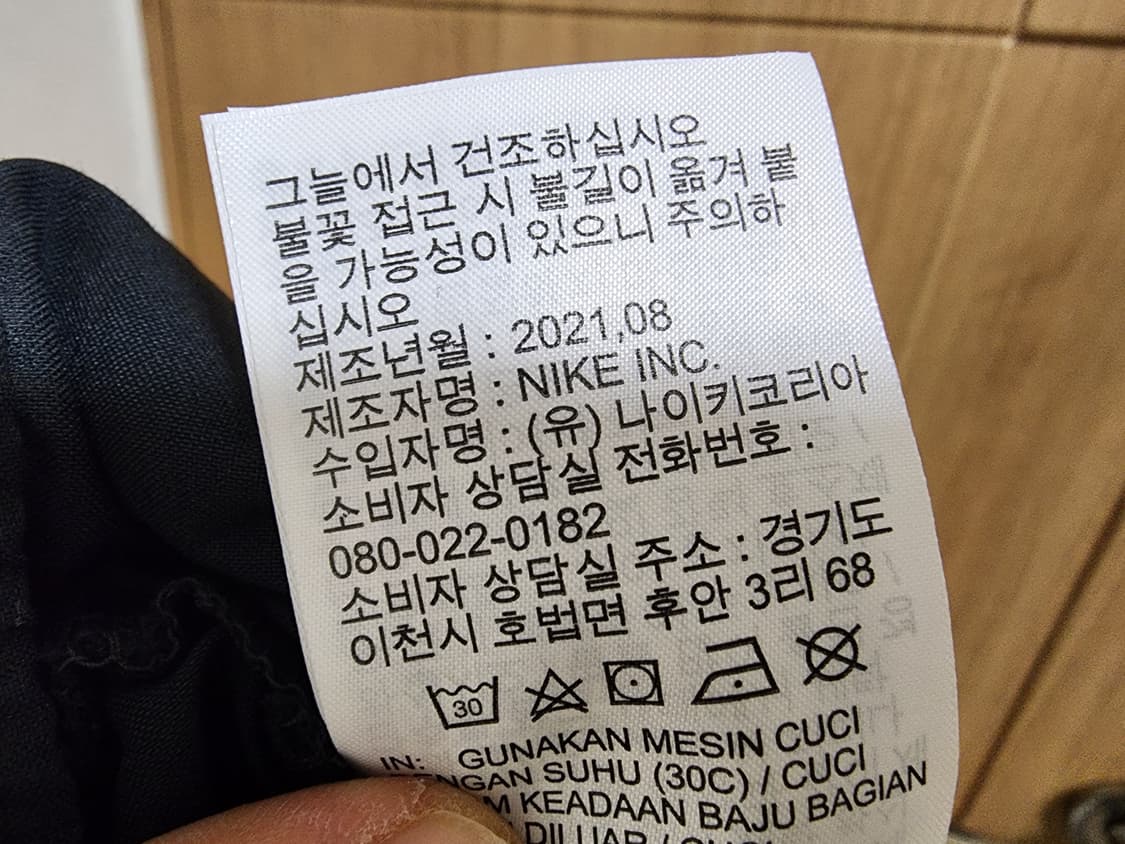 그늘에서 건조하십시오
불꽃 접근 시 불길이 옮겨 붙
을 가능성이 있으니 주의하
십시오
제조년월 : 2021,08
제조자명 : NIKE INC.
수입자명 : (유) 나이키코리아
소비자 상담실 전화번호 :
080-022-0182
소비자 상담실 주소 : 경기도
이천시 호법면 후안 3리 68
30
IN: GUNAKAN MESIN CUCI
DENGAN SUHU (30C) / CUCI
KEADAAN BAJU BAGIAN
DILUAR / CUCI